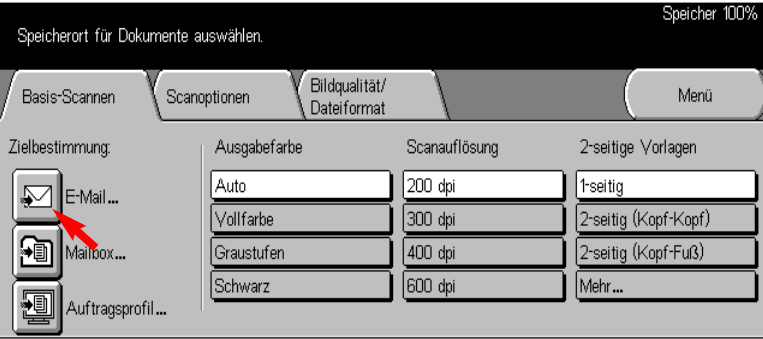 Speicher 100%
Speicherort für Dokumente auswählen.
Basis-Scannen
Scanoptionen
Bildqualität/
Dateiformat
Menü
Zielbestimmung:
E-Mail...
Mailbox...
Auftragsprofil...
Ausgabefarbe
Auto
Vollfarbe
Graustufen
Schwarz
Scanauflösung
200 dpi
300 dpi
400 dpi
600 dpi
2-seitige Vorlagen
1-seitig
2-seitig (Kopf-Kopf)
2-seitig (Kopf-Fuß)
Mehr...